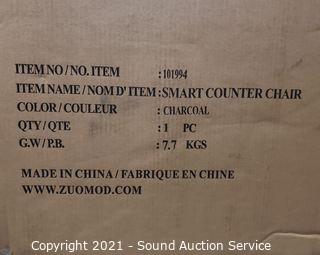 ITEM NO/NO. ITEM : 101994
ITEM NAME/NOM D'ITEM : SMART COUNTER CHAIR
COLOR/COULEUR : CHARCOAL
QTY/QTE : 1 PC
G.W/P.B. : 7.7 KGS
MADE IN CHINA / FABRIQUE EN CHINE
WWW.ZUOMOD.COM
Copyright 2021 - Sound Auction Service